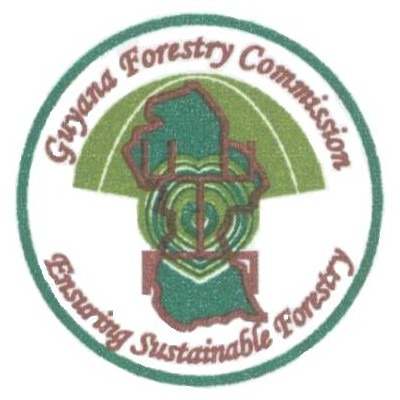 Guyana Forestry Commission
Ensuring Sustainable Forestry